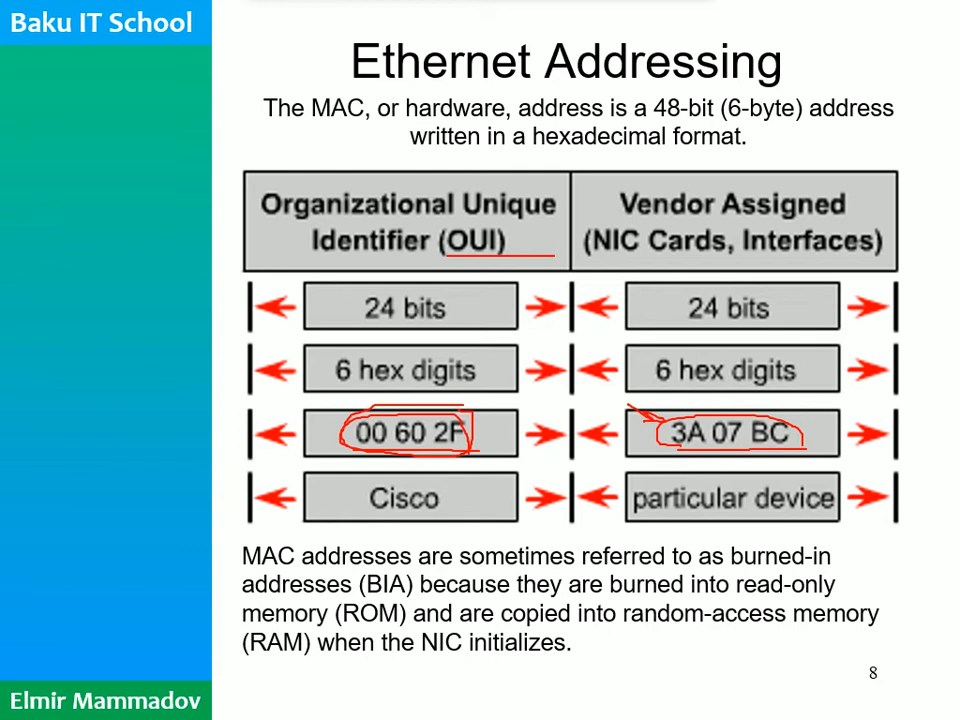 Baku IT School
Ethernet Addressing
The MAC, or hardware, address is a 48-bit (6-byte) address
written in a hexadecimal format.
Organizational Unique
Identifier (OUI)
Vendor Assigned
(NIC Cards, Interfaces)
24 bits
24 bits
6 hex digits
6 hex digits
00 60 2F
3A 07 BC
Cisco
particular device
MAC addresses are sometimes referred to as burned-in
addresses (BIA) because they are burned into read-only
memory (ROM) and are copied into random-access memory
(RAM) when the NIC initializes.
8
Elmir Mammadov